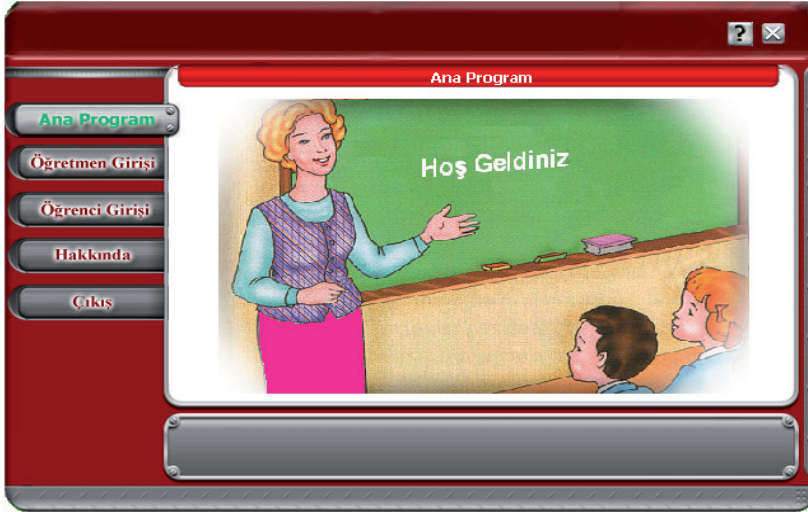 ?
Ana Program
Ana Program
Öğretmen Girişi
Öğrenci Girişi
Hakkında
Çıkış
Hoş Geldiniz